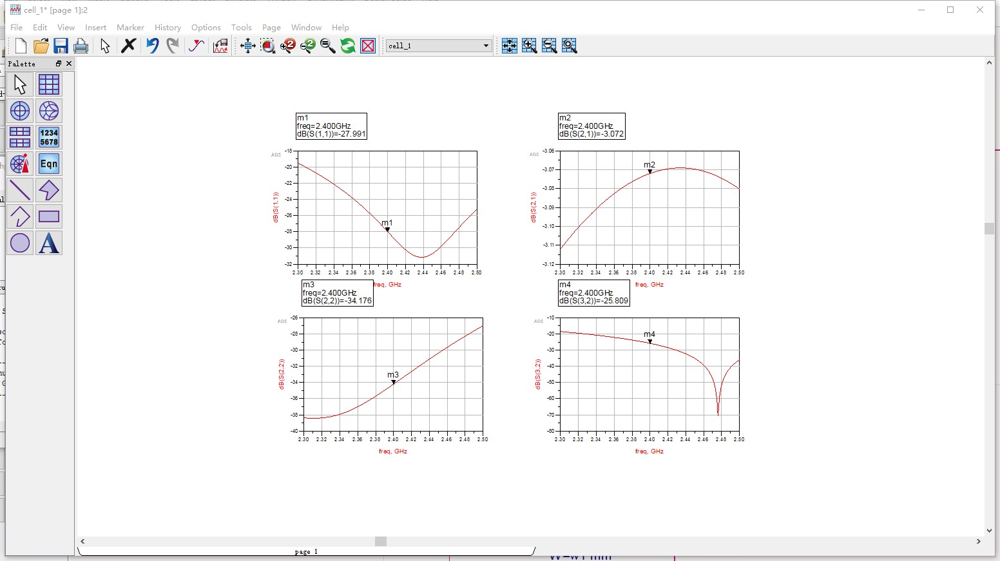 cell_1* [page 1]:2
File Edit View Insert Marker History Options Tools Page Window Help
+2 -2 cell_1
Palette
1234
5678
Eqn
A
m1
freq=2.400GHz
dB(S(1,1))=-27.991
ADS
dB(S(1,1))
-18
-20
-22
-24
-26
-28
-30
-32
m1
2.30 2.32 2.34 2.36 2.38 2.40 2.42 2.44 2.46 2.48 2.50
freq, GHz
m2
freq=2.400GHz
dB(S(2,1))=-3.072
ADS
dB(S(2,1))
-3.06
-3.07
-3.08
-3.09
-3.10
-3.11
-3.12
m2
2.30 2.32 2.34 2.36 2.38 2.40 2.42 2.44 2.46 2.48 2.50
freq, GHz
m3
freq=2.400GHz
dB(S(2,2))=-34.176
ADS
dB(S(2,2))
-26
-28
-30
-32
-34
-36
-38
-40
m3
2.30 2.32 2.34 2.36 2.38 2.40 2.42 2.44 2.46 2.48 2.50
freq, GHz
m4
freq=2.400GHz
dB(S(3,2))=-25.809
ADS
dB(S(3,2))
-10
-20
-30
-40
-50
-60
-70
-80
m4
2.30 2.32 2.34 2.36 2.38 2.40 2.42 2.44 2.46 2.48 2.50
freq, GHz
page 1
W=w1 mm